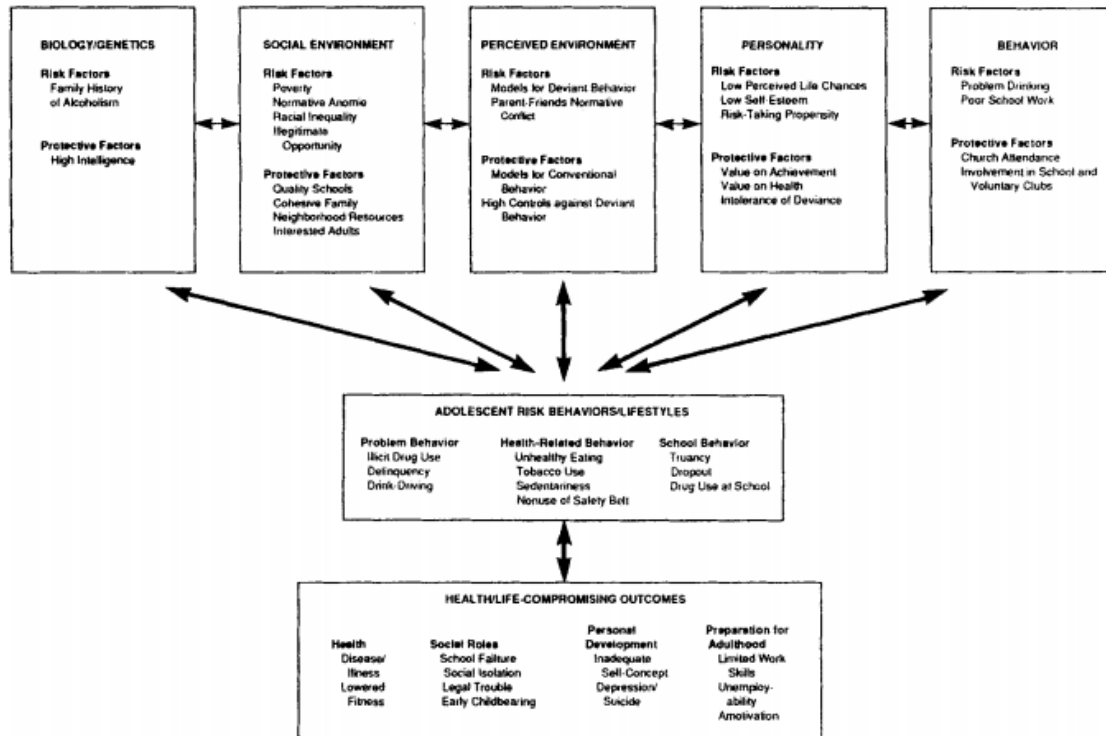 BIOLOGY/GENETICS
Risk Factors
Family History
of Alcoholism
Protective Factors
High Intelligence
SOCIAL ENVIRONMENT
Risk Factors
Poverty
Normative Anomie
Racial Inequality
Illegitimate
Opportunity
Protective Factors
Quality Schools
Cohesive Family
Neighborhood Resources
Interested Adults
PERCEIVED ENVIRONMENT
Risk Factors
Models for Deviant Behavior
Parent-Friends Normative
Conflict
Protective Factors
Models for Conventional
Behavior
High Controls against Deviant
Behavior
PERSONALITY
Risk Factors
Low Perceived Life Chances
Low Self-Esteem
Risk-Taking Propensity
Protective Factors
Value on Achievement
Value on Health
Intolerance of Deviance
BEHAVIOR
Risk Factors
Problem Drinking
Poor School Work
Protective Factors
Church Attendance
Involvement in School and
Voluntary Clubs
ADOLESCENT RISK BEHAVIORS/LIFESTYLES
Problem Behavior
Illicit Drug Use
Delinquency
Drink-Driving
Health-Related Behavior
Unhealthy Eating
Tobacco Use
Sedentariness
Nonuse of Safety Belt
School Behavior
Truancy
Dropout
Drug Use at School
HEALTH/LIFE-COMPROMISING OUTCOMES
Health
Disease/
Illness
Lowered
Fitness
Social Roles
School Failure
Social Isolation
Legal Trouble
Early Childbearing
Personal
Development
Inadequate
Self-Concept
Depression/
Suicide
Preparation for
Adulthood
Limited Work
Skills
Unemploy-
ability
Amotivation